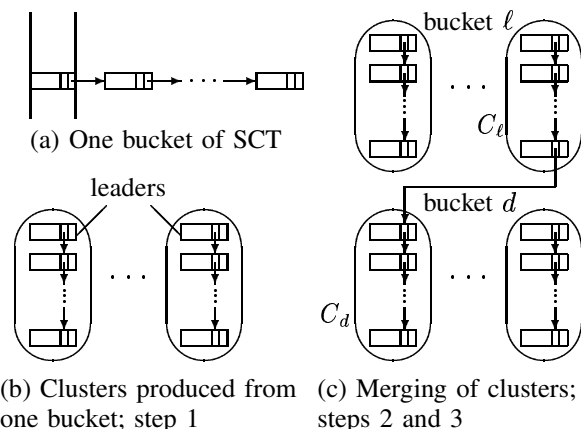 (a) One bucket of SCT
leaders
(b) Clusters produced from
one bucket; step 1
bucket ℓ
C_ℓ
bucket d
C_d
(c) Merging of clusters;
steps 2 and 3